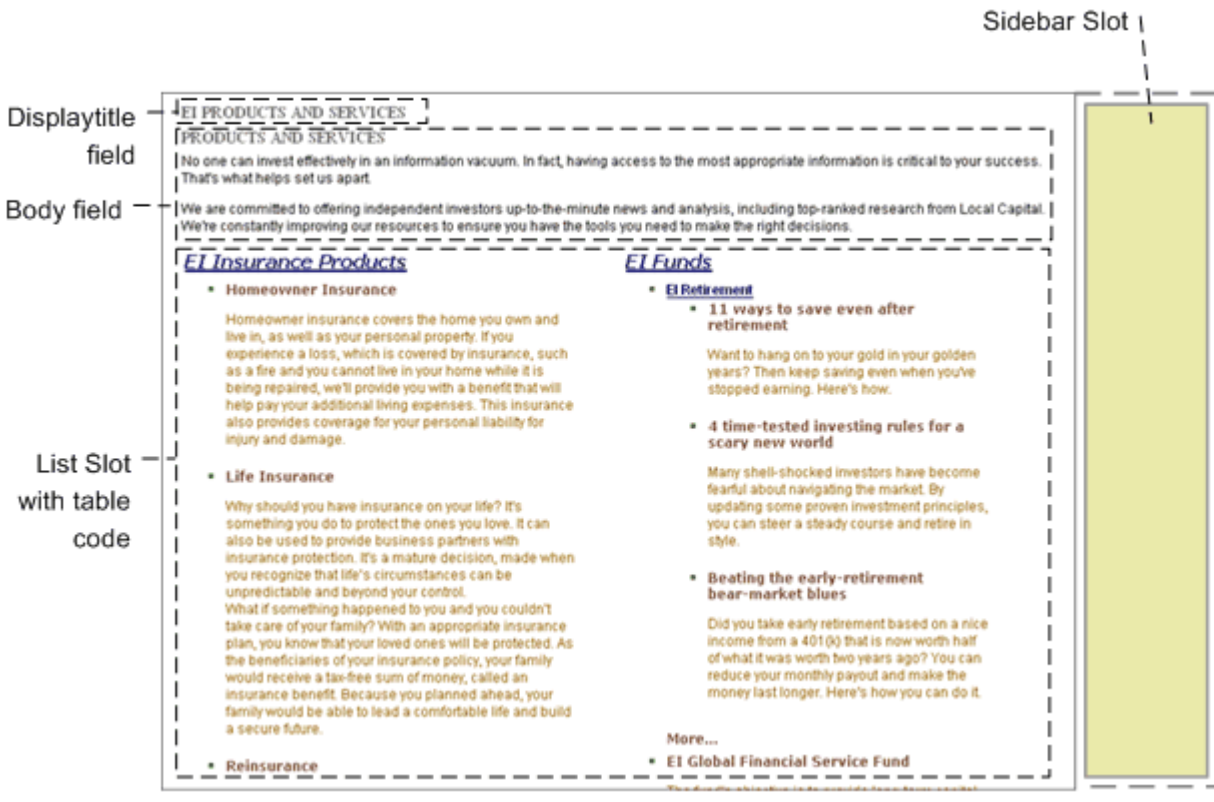 Sidebar Slot
Displaytitle
field
Body field
List Slot
with table
code
EI PRODUCTS AND SERVICES
PRODUCTS AND SERVICES
No one can invest effectively in an information vacuum. In fact, having access to the most appropriate information is critical to your success.
That's what helps set us apart.
We are committed to offering independent investors up-to-the-minute news and analysis, including top-ranked research from Local Capital.
We're constantly improving our resources to ensure you have the tools you need to make the right decisions.
EI Insurance Products
Homeowner Insurance
Homeowner insurance covers the home you own and
live in, as well as your personal property. If you
experience a loss, which is covered by insurance, such
as a fire and you cannot live in your home while it is
being repaired, we'll provide you with a benefit that will
help pay your additional living expenses. This insurance
also provides coverage for your personal liability for
injury and damage.
Life Insurance
Why should you have insurance on your life? It's
something you do to protect the ones you love. It can
also be used to provide business partners with
insurance protection. It's a mature decision, made when
you recognize that life's circumstances can be
unpredictable and beyond your control.
What if something happened to you and you couldn't
take care of your family? With an appropriate insurance
plan, you know that your loved ones will be protected. As
the beneficiaries of your insurance policy, your family
would receive a tax-free sum of money, called an
insurance benefit. Because you planned ahead, your
family would be able to lead a comfortable life and build
a secure future.
Reinsurance
EI Funds
EI Retirement
11 ways to save even after
retirement
Want to hang on to your gold in your golden
years? Then keep saving even when you've
stopped earning. Here's how.
4 time-tested investing rules for a
scary new world
Many shell-shocked investors have become
fearful about navigating the market. By
updating some proven investment principles,
you can steer a steady course and retire in
style.
Beating the early-retirement
bear-market blues
Did you take early retirement based on a nice
income from a 401(k) that is now worth half
of what it was worth two years ago? You can
reduce your monthly payout and make the
money last longer. Here's how you can do it.
More...
EI Global Financial Service Fund